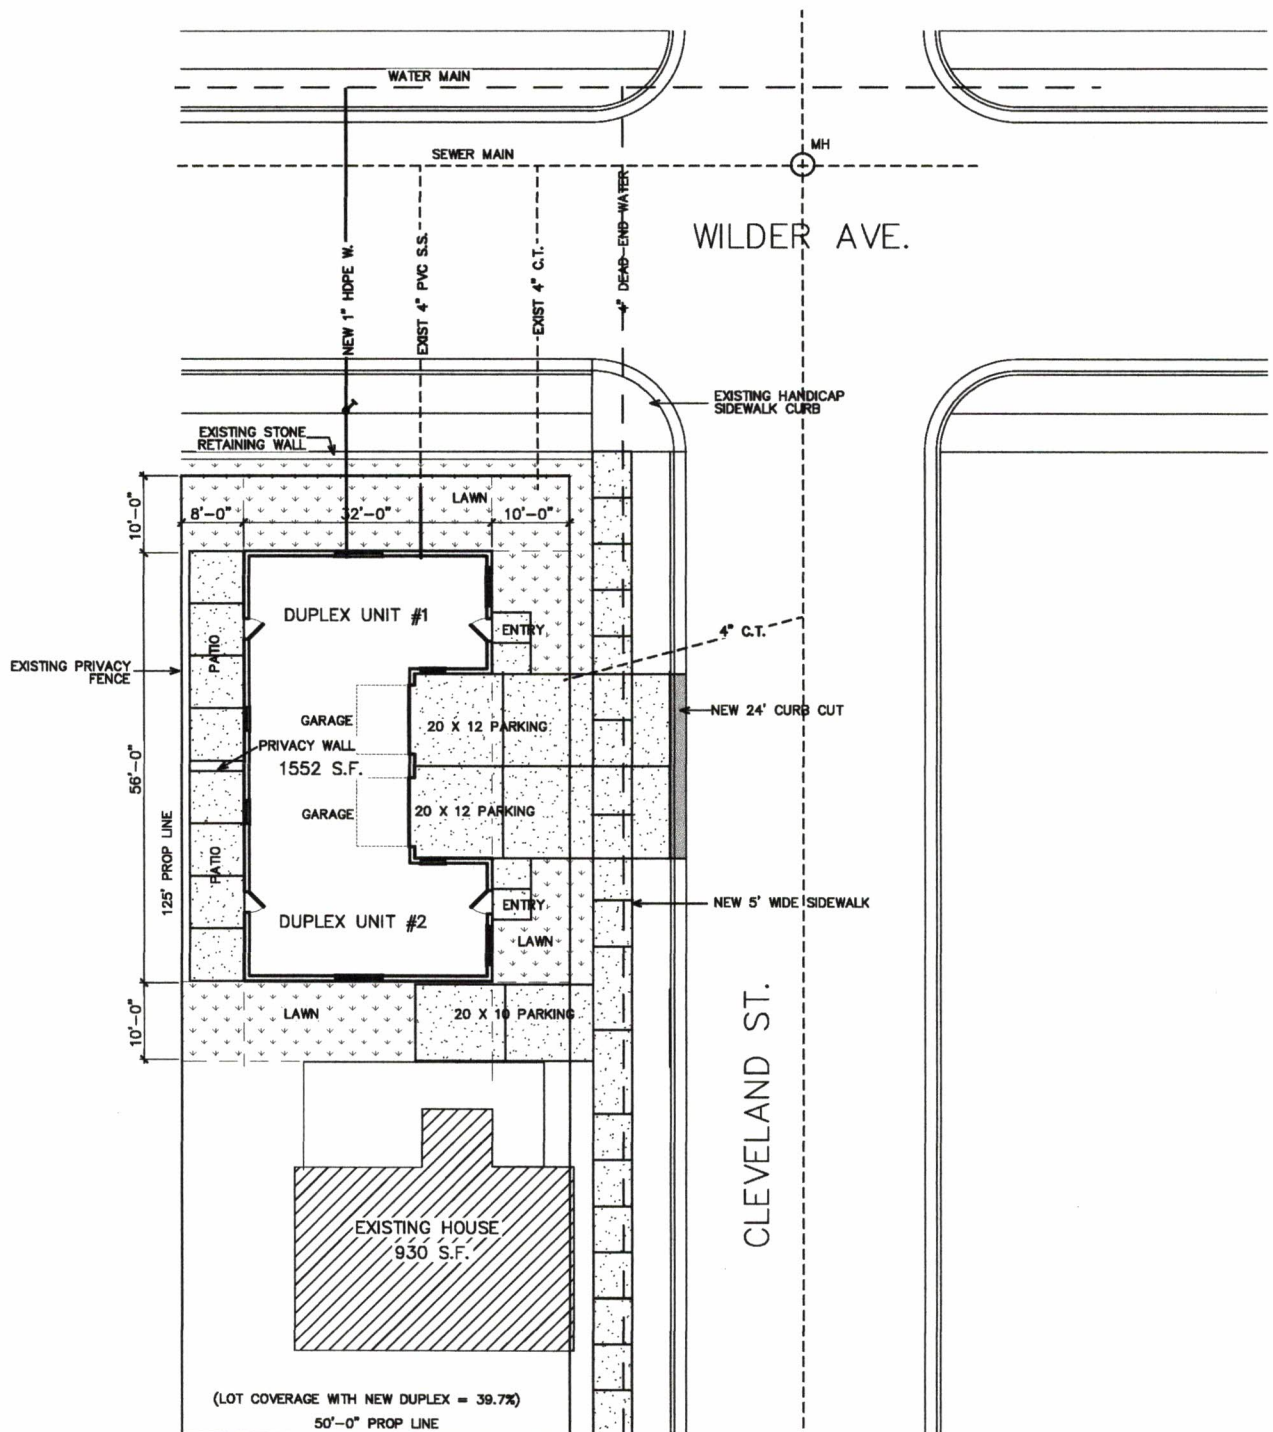 WATER MAIN
MH
SEWER MAIN
WILDER AVE.
NEW 1" HDPE W.
EXIST 4" PVC S.S.
EXIST 4" C.T.
4" DEAD END WATER
EXISTING HANDICAP
SIDEWALK CURB
EXISTING STONE
RETAINING WALL
LAWN
10'-0"
8'-0"
32'-0"
10'-0"
DUPLEX UNIT #1
ENTRY
4" C.T.
PATIO
EXISTING PRIVACY
FENCE
NEW 24' CURB CUT
GARAGE
20 X 12 PARKING
PRIVACY WALL
1552 S.F.
56'-0"
GARAGE
20 X 12 PARKING
125' PROP LINE
PATIO
ENTRY
NEW 5' WIDE SIDEWALK
DUPLEX UNIT #2
LAWN
10'-0"
LAWN
20 X 10 PARKING
CLEVELAND ST.
EXISTING HOUSE
930 S.F.
(LOT COVERAGE WITH NEW DUPLEX = 39.7%)
50'-0" PROP LINE